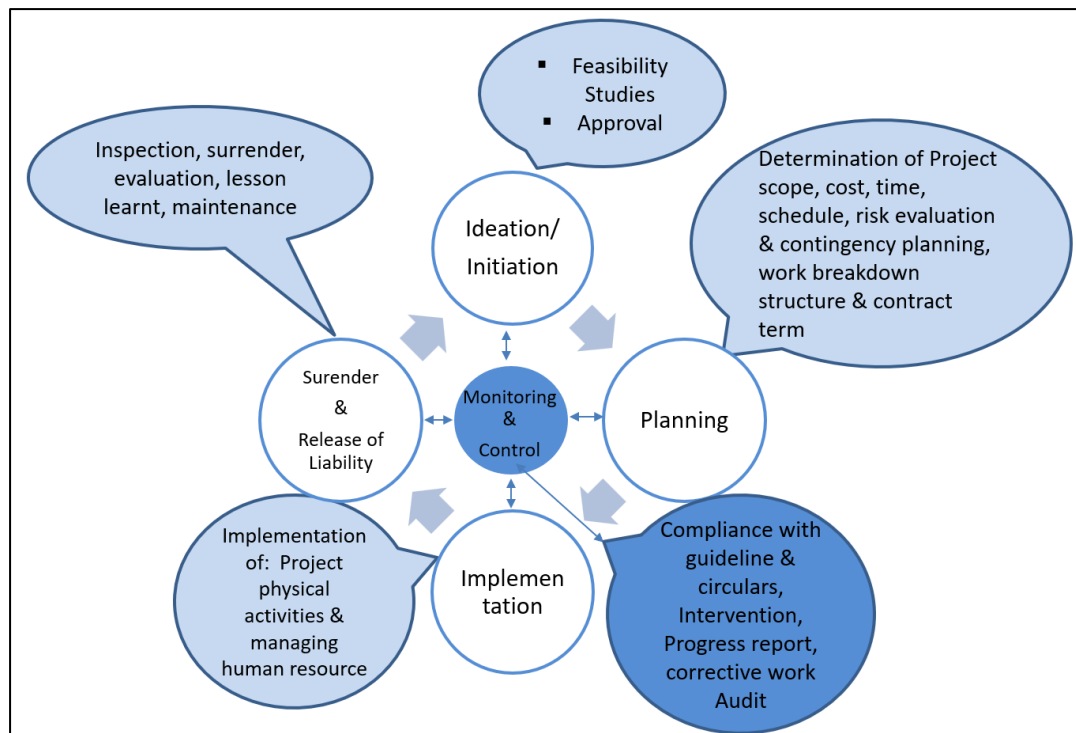 ▪ Feasibility
Studies
▪ Approval
Inspection, surrender,
evaluation, lesson
learnt, maintenance
Determination of Project
scope, cost, time,
schedule, risk evaluation
& contingency planning,
work breakdown
structure & contract
term
Ideation/
Initiation
Surender
&
Release of
Liability
Monitoring
&
Control
Planning
Implementation
of: Project
physical
activities &
managing
human resource
Implemen
tation
Compliance with
guideline &
circulars,
Intervention,
Progress report,
corrective work
Audit